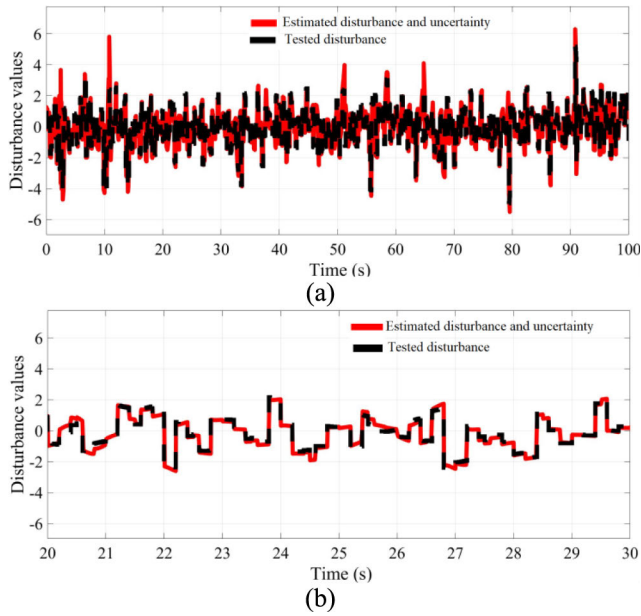 Estimated disturbance and uncertainty
Tested disturbance
Disturbance values
6
4
2
0
-2
-4
-6
0 10 20 30 40 50 60 70 80 90 100
Time (s)
(a)
Estimated disturbance and uncertainty
Tested disturbance
Disturbance values
6
4
2
0
-2
-4
-6
20 21 22 23 24 25 26 27 28 29 30
Time (s)
(b)